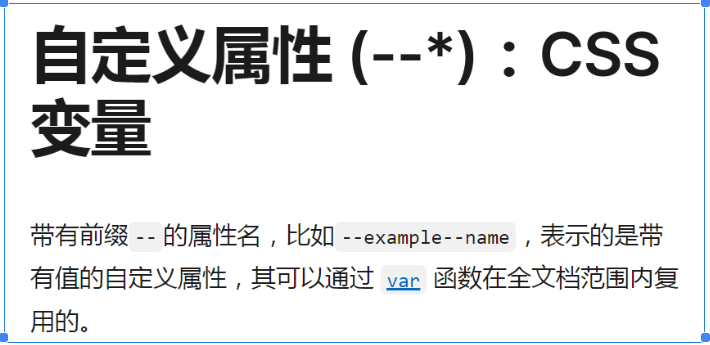 自定义属性 (--*)：CSS
变量
带有前缀--的属性名，比如--example--name，表示的是带
有值的自定义属性，其可以通过 var 函数在全文档范围内复
用的。